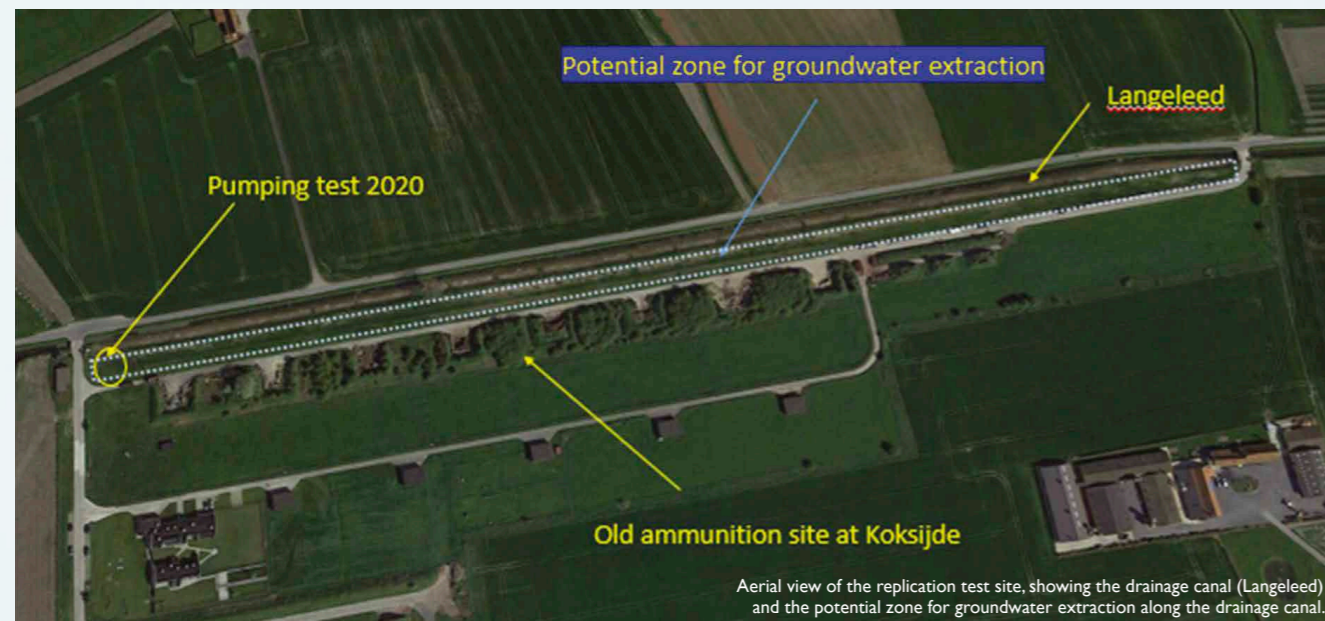 Potential zone for groundwater extraction
Langeleed
Pumping test 2020
Old ammunition site at Koksijde
Aerial view of the replication test site, showing the drainage canal (Langeleed)
and the potential zone for groundwater extraction along the drainage canal.